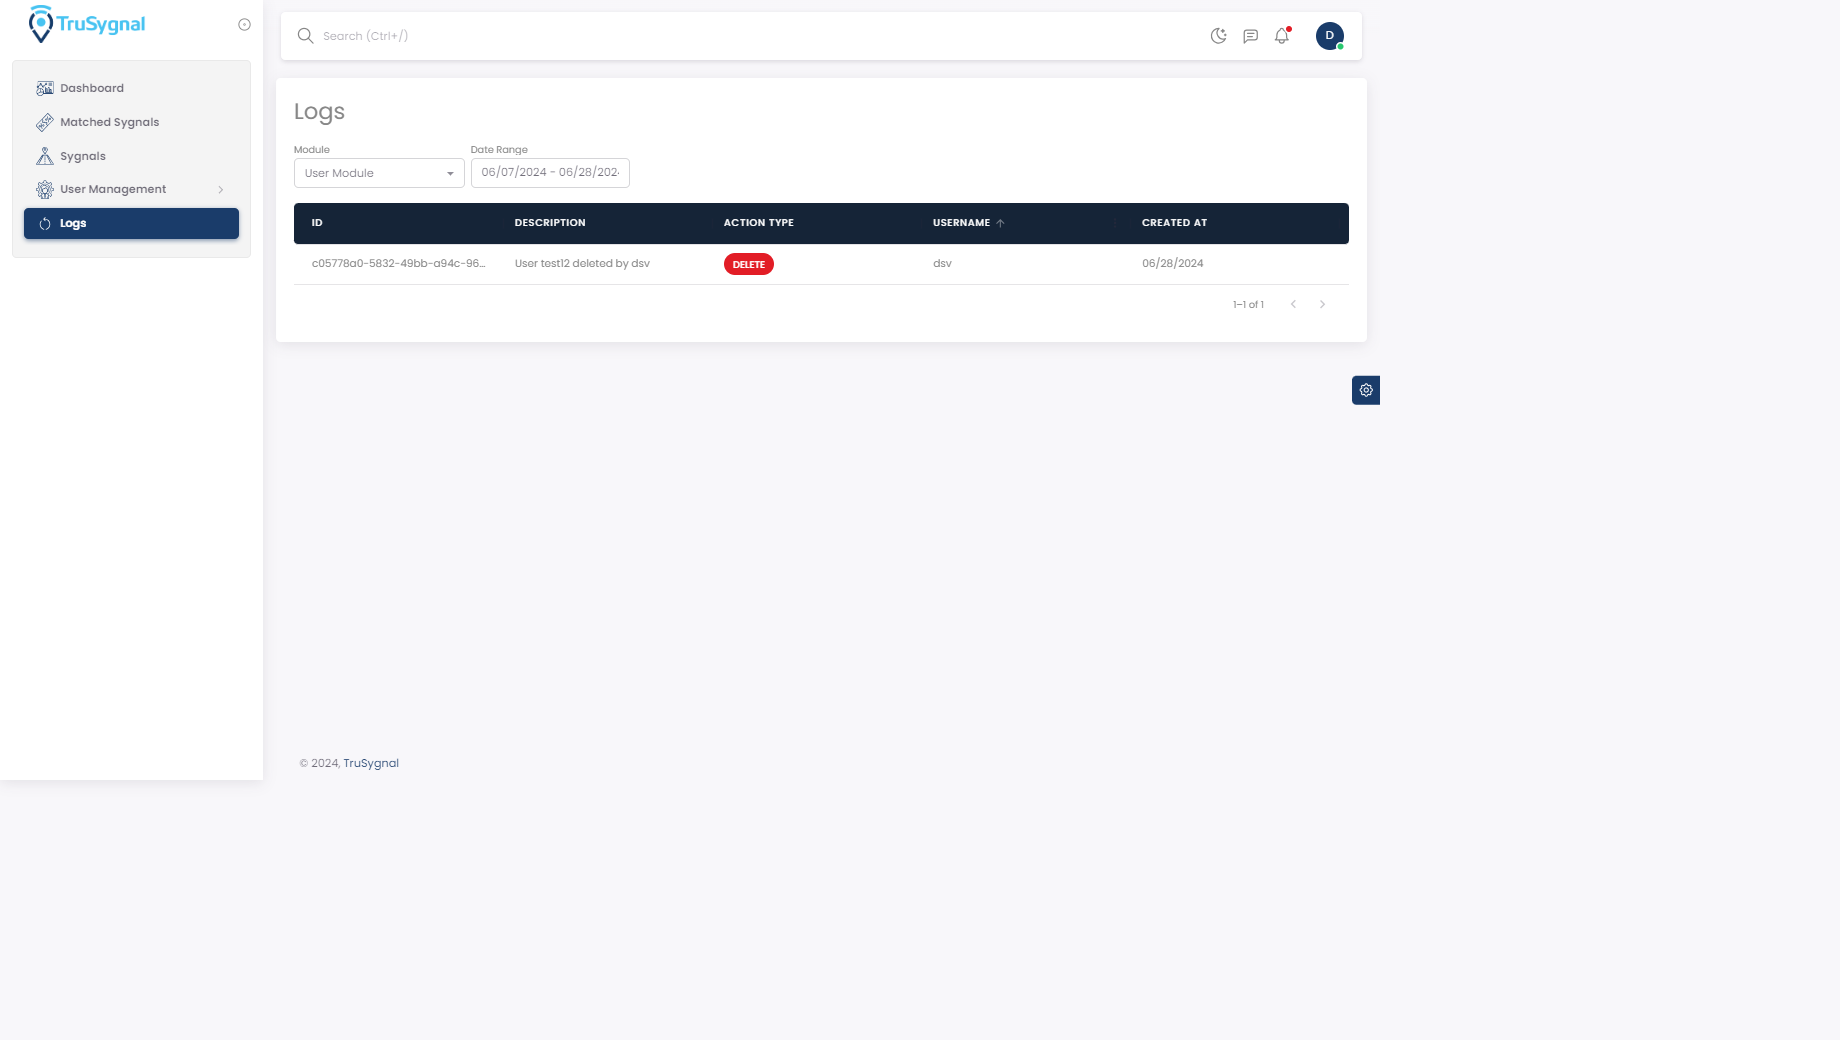 TruSygnal
Search (Ctrl+/)
D
Dashboard
Matched Sygnals
Sygnals
User Management
Logs
Logs
Module
Date Range
User Module
06/07/2024 - 06/28/202
ID
DESCRIPTION
ACTION TYPE
USERNAME
CREATED AT
c05778a0-5832-49bb-a94c-96...
User test12 deleted by dsv
DELETE
dsv
06/28/2024
1–1 of 1
© 2024, TruSygnal